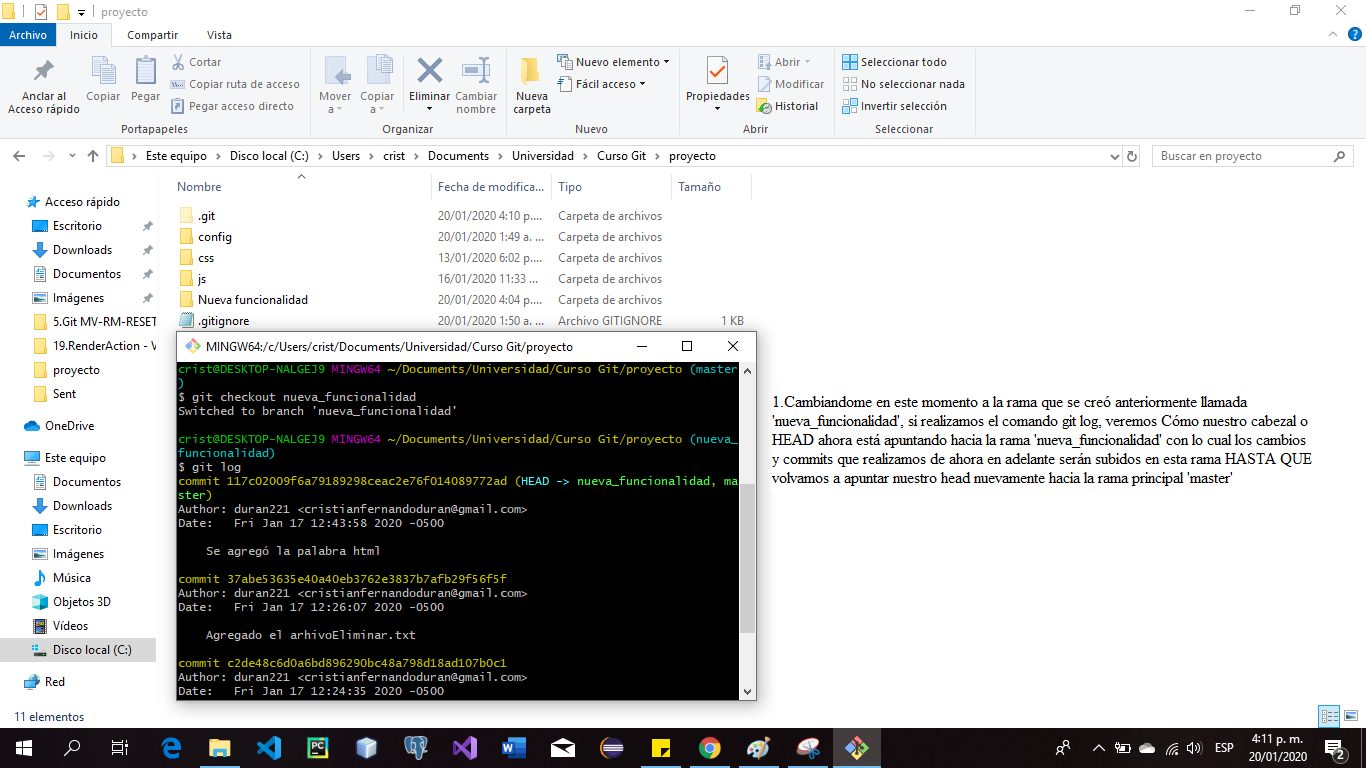 proyecto
Archivo Inicio Compartir Vista
Anclar al Acceso rápido
Copiar
Pegar
Cortar
Copiar ruta de acceso
Pegar acceso directo
Portapapeles
Mover a
Copiar a
Eliminar
Cambiar nombre
Organizar
Nueva carpeta
Nuevo elemento
Fácil acceso
Nuevo
Propiedades
Abrir
Modificar
Historial
Abrir
Seleccionar todo
No seleccionar nada
Invertir selección
Seleccionar
Este equipo > Disco local (C:) > Users > crist > Documents > Universidad > Curso Git > proyecto
Buscar en proyecto
Acceso rápido
Escritorio
Downloads
Documentos
Imágenes
5.Git MV-RM-RESET
19.RenderAction - V
proyecto
Sent
OneDrive
Este equipo
Documentos
Downloads
Escritorio
Imágenes
Música
Objetos 3D
Vídeos
Disco local (C:)
Red
Nombre Fecha de modifica... Tipo Tamaño
.git 20/01/2020 4:10 p.... Carpeta de archivos
config 20/01/2020 1:49 a. ... Carpeta de archivos
css 13/01/2020 6:02 p.... Carpeta de archivos
js 16/01/2020 11:33 ... Carpeta de archivos
Nueva funcionalidad 20/01/2020 4:04 p.... Carpeta de archivos
.gitignore 20/01/2020 1:50 a. ... Archivo GITIGNORE 1 KB
MINGW64:/c/Users/crist/Documents/Universidad/Curso Git/proyecto
crist@DESKTOP-NALGEJ9 MINGW64 ~/Documents/Universidad/Curso Git/proyecto (master
)
$ git checkout nueva_funcionalidad
Switched to branch 'nueva_funcionalidad'
crist@DESKTOP-NALGEJ9 MINGW64 ~/Documents/Universidad/Curso Git/proyecto (nueva_
funcionalidad)
$ git log
commit 117c02009f6a79189298ceac2e76f014089772ad (HEAD -> nueva_funcionalidad, ma
ster)
Author: duran221 <cristianfernandoduran@gmail.com>
Date:   Fri Jan 17 12:43:58 2020 -0500
Se agregó la palabra html
commit 37abe53635e40a40eb3762e3837b7afb29f56f5f
Author: duran221 <cristianfernandoduran@gmail.com>
Date:   Fri Jan 17 12:26:07 2020 -0500
Agregado el arhivoEliminar.txt
commit c2de48c6d0a6bd896290bc48a798d18ad107b0c1
Author: duran221 <cristianfernandoduran@gmail.com>
Date:   Fri Jan 17 12:24:35 2020 -0500
1.Cambiandome en este momento a la rama que se creó anteriormente llamada
'nueva_funcionalidad', si realizamos el comando git log, veremos Cómo nuestro cabezal o
HEAD ahora está apuntando hacia la rama 'nueva_funcionalidad' con lo cual los cambios
y commits que realizamos de ahora en adelante serán subidos en esta rama HASTA QUE
volvamos a apuntar nuestro head nuevamente hacia la rama principal 'master'
11 elementos
ESP
4:11 p. m.
20/01/2020
2